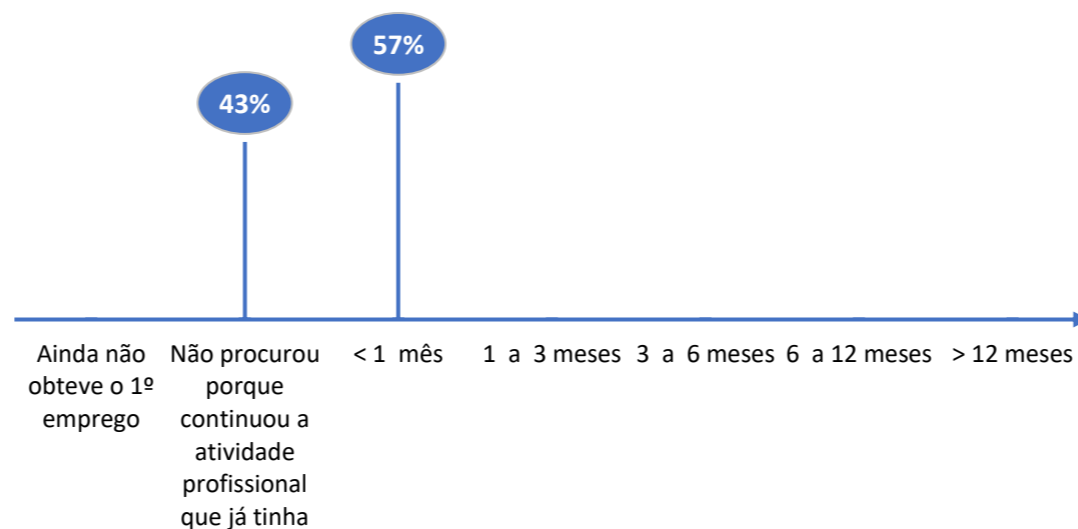 57%
43%
Ainda não
obteve o 1º
emprego
Não procurou
porque
continuou a
atividade
profissional
que já tinha
< 1 mês
1 a 3 meses
3 a 6 meses
6 a 12 meses
> 12 meses